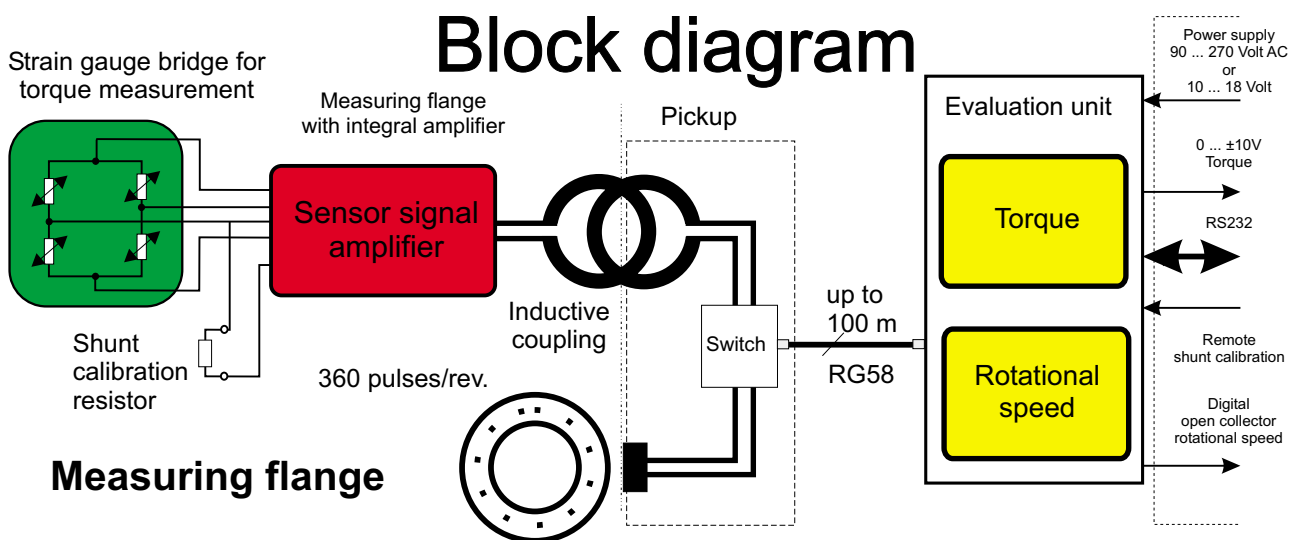 Block diagram
Strain gauge bridge for
torque measurement
Measuring flange
with integral amplifier
Pickup
Evaluation unit
Power supply
90 ... 270 Volt AC
or
10 ... 18 Volt
0 ... ±10V
Torque
RS232
Sensor signal
amplifier
Torque
Inductive
coupling
Switch
up to
100 m
RG58
Shunt
calibration
resistor
360 pulses/rev.
Rotational
speed
Remote
shunt calibration
Digital
open collector
rotational speed
Measuring flange